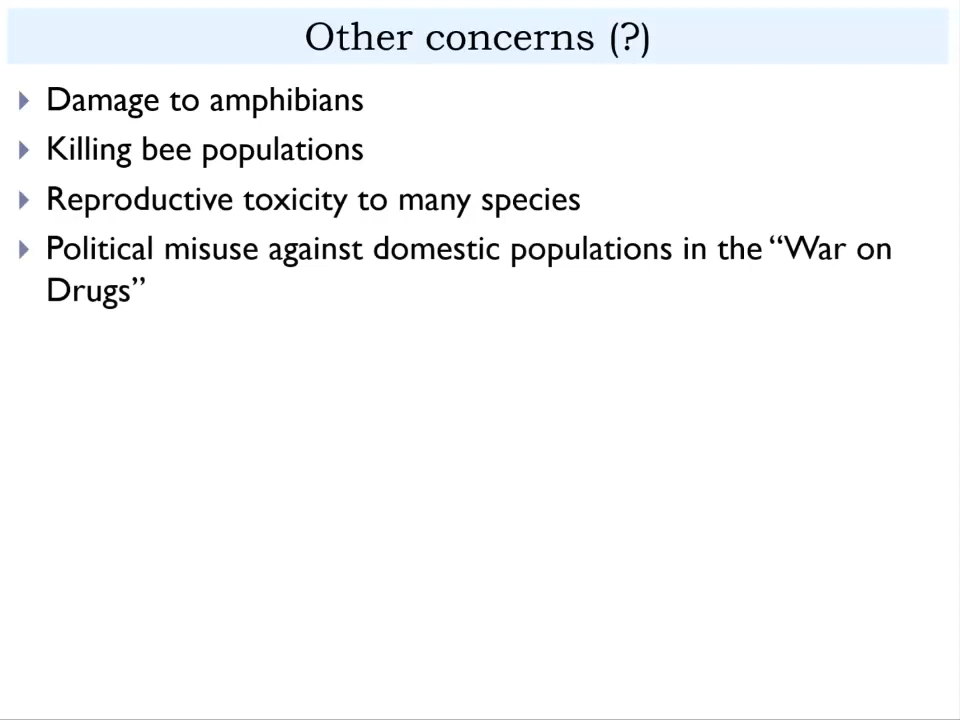 Other concerns (?)
Damage to amphibians
Killing bee populations
Reproductive toxicity to many species
Political misuse against domestic populations in the “War on
Drugs”